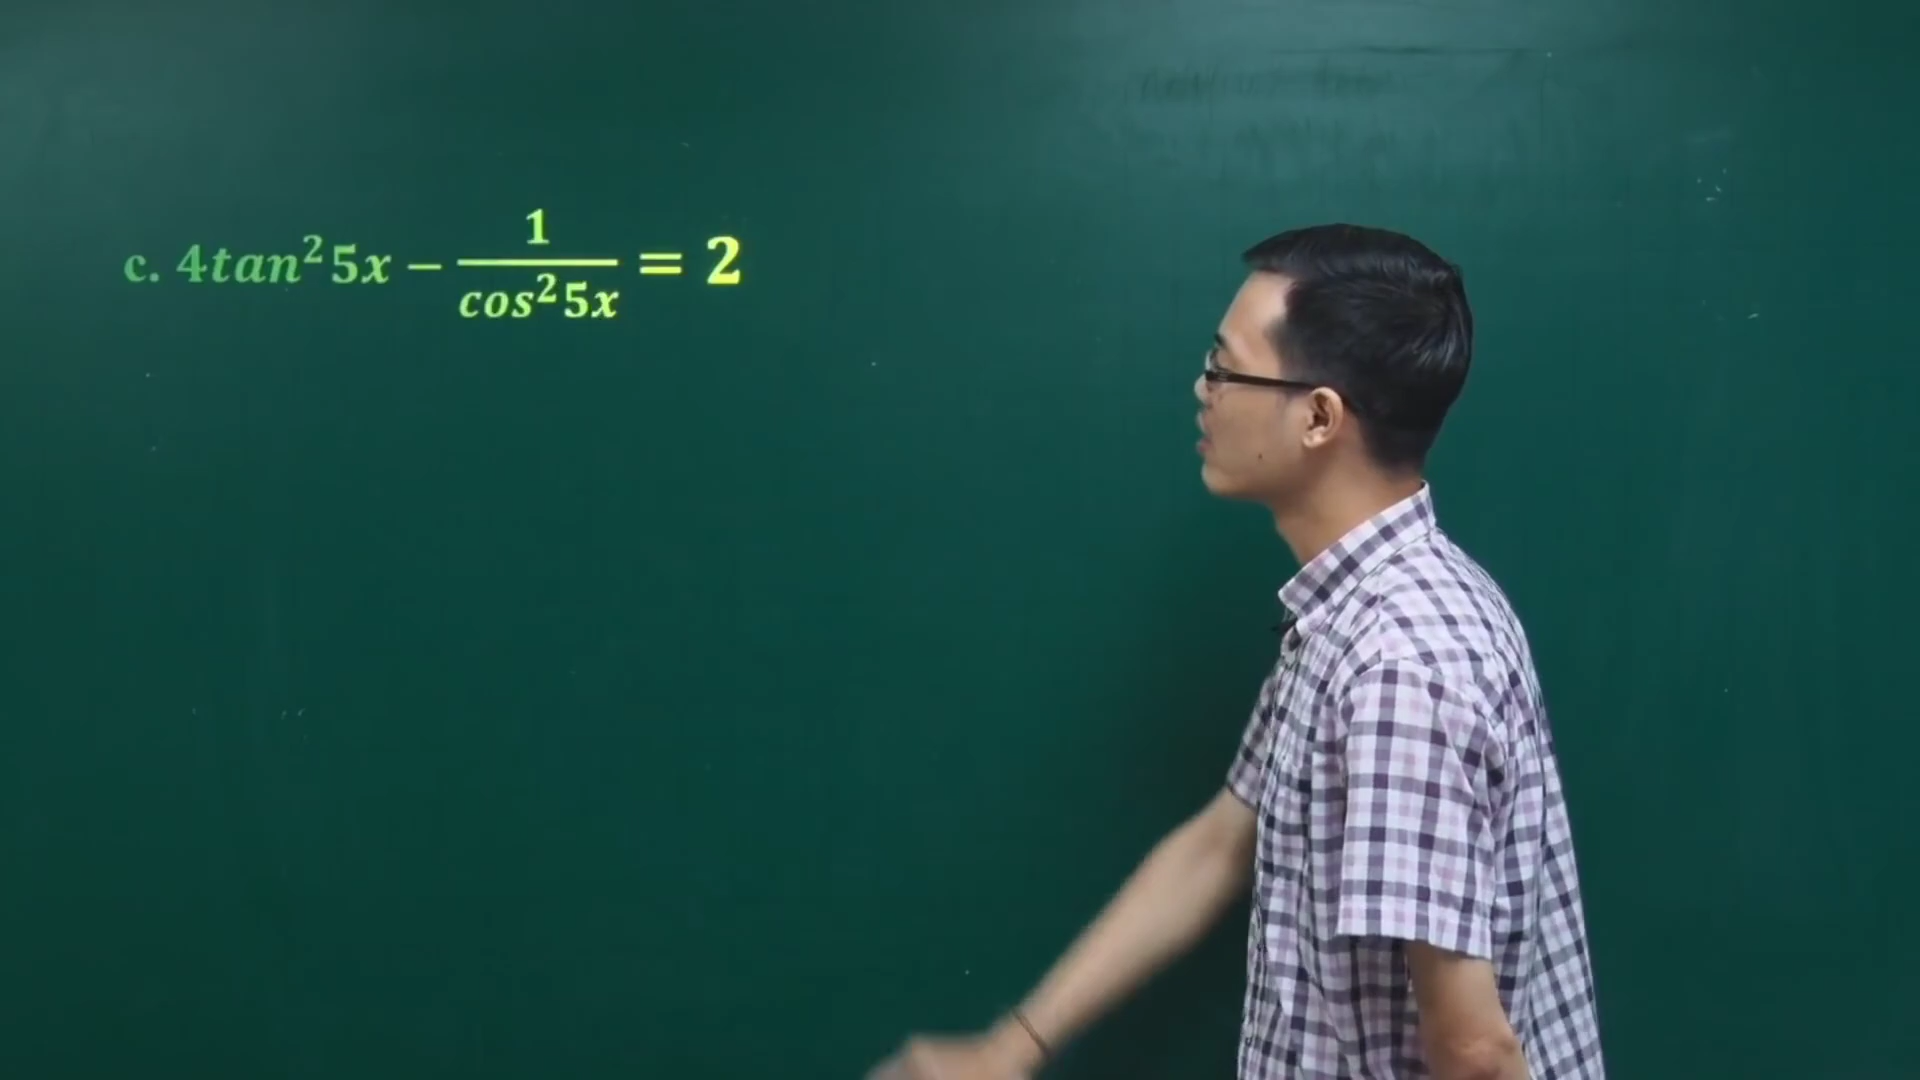 c. 4tan²5x − 1/cos²5x = 2